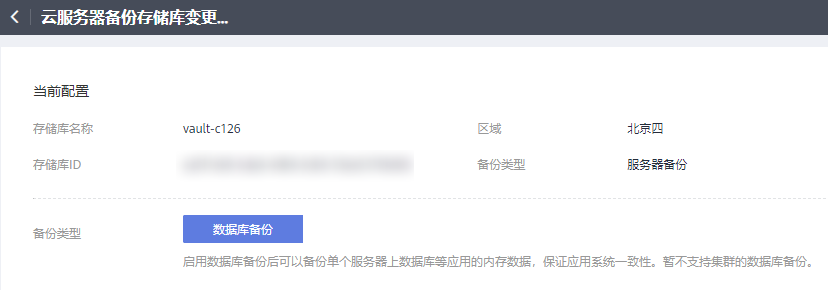 云服务器备份存储库变更...
当前配置
存储库名称 vault-c126 区域 北京四
存储库ID 备份类型 服务器备份
备份类型 数据库备份
启用数据库备份后可以备份单个服务器上数据库等应用的内存数据，保证应用系统一致性。暂不支持集群的数据库备份。